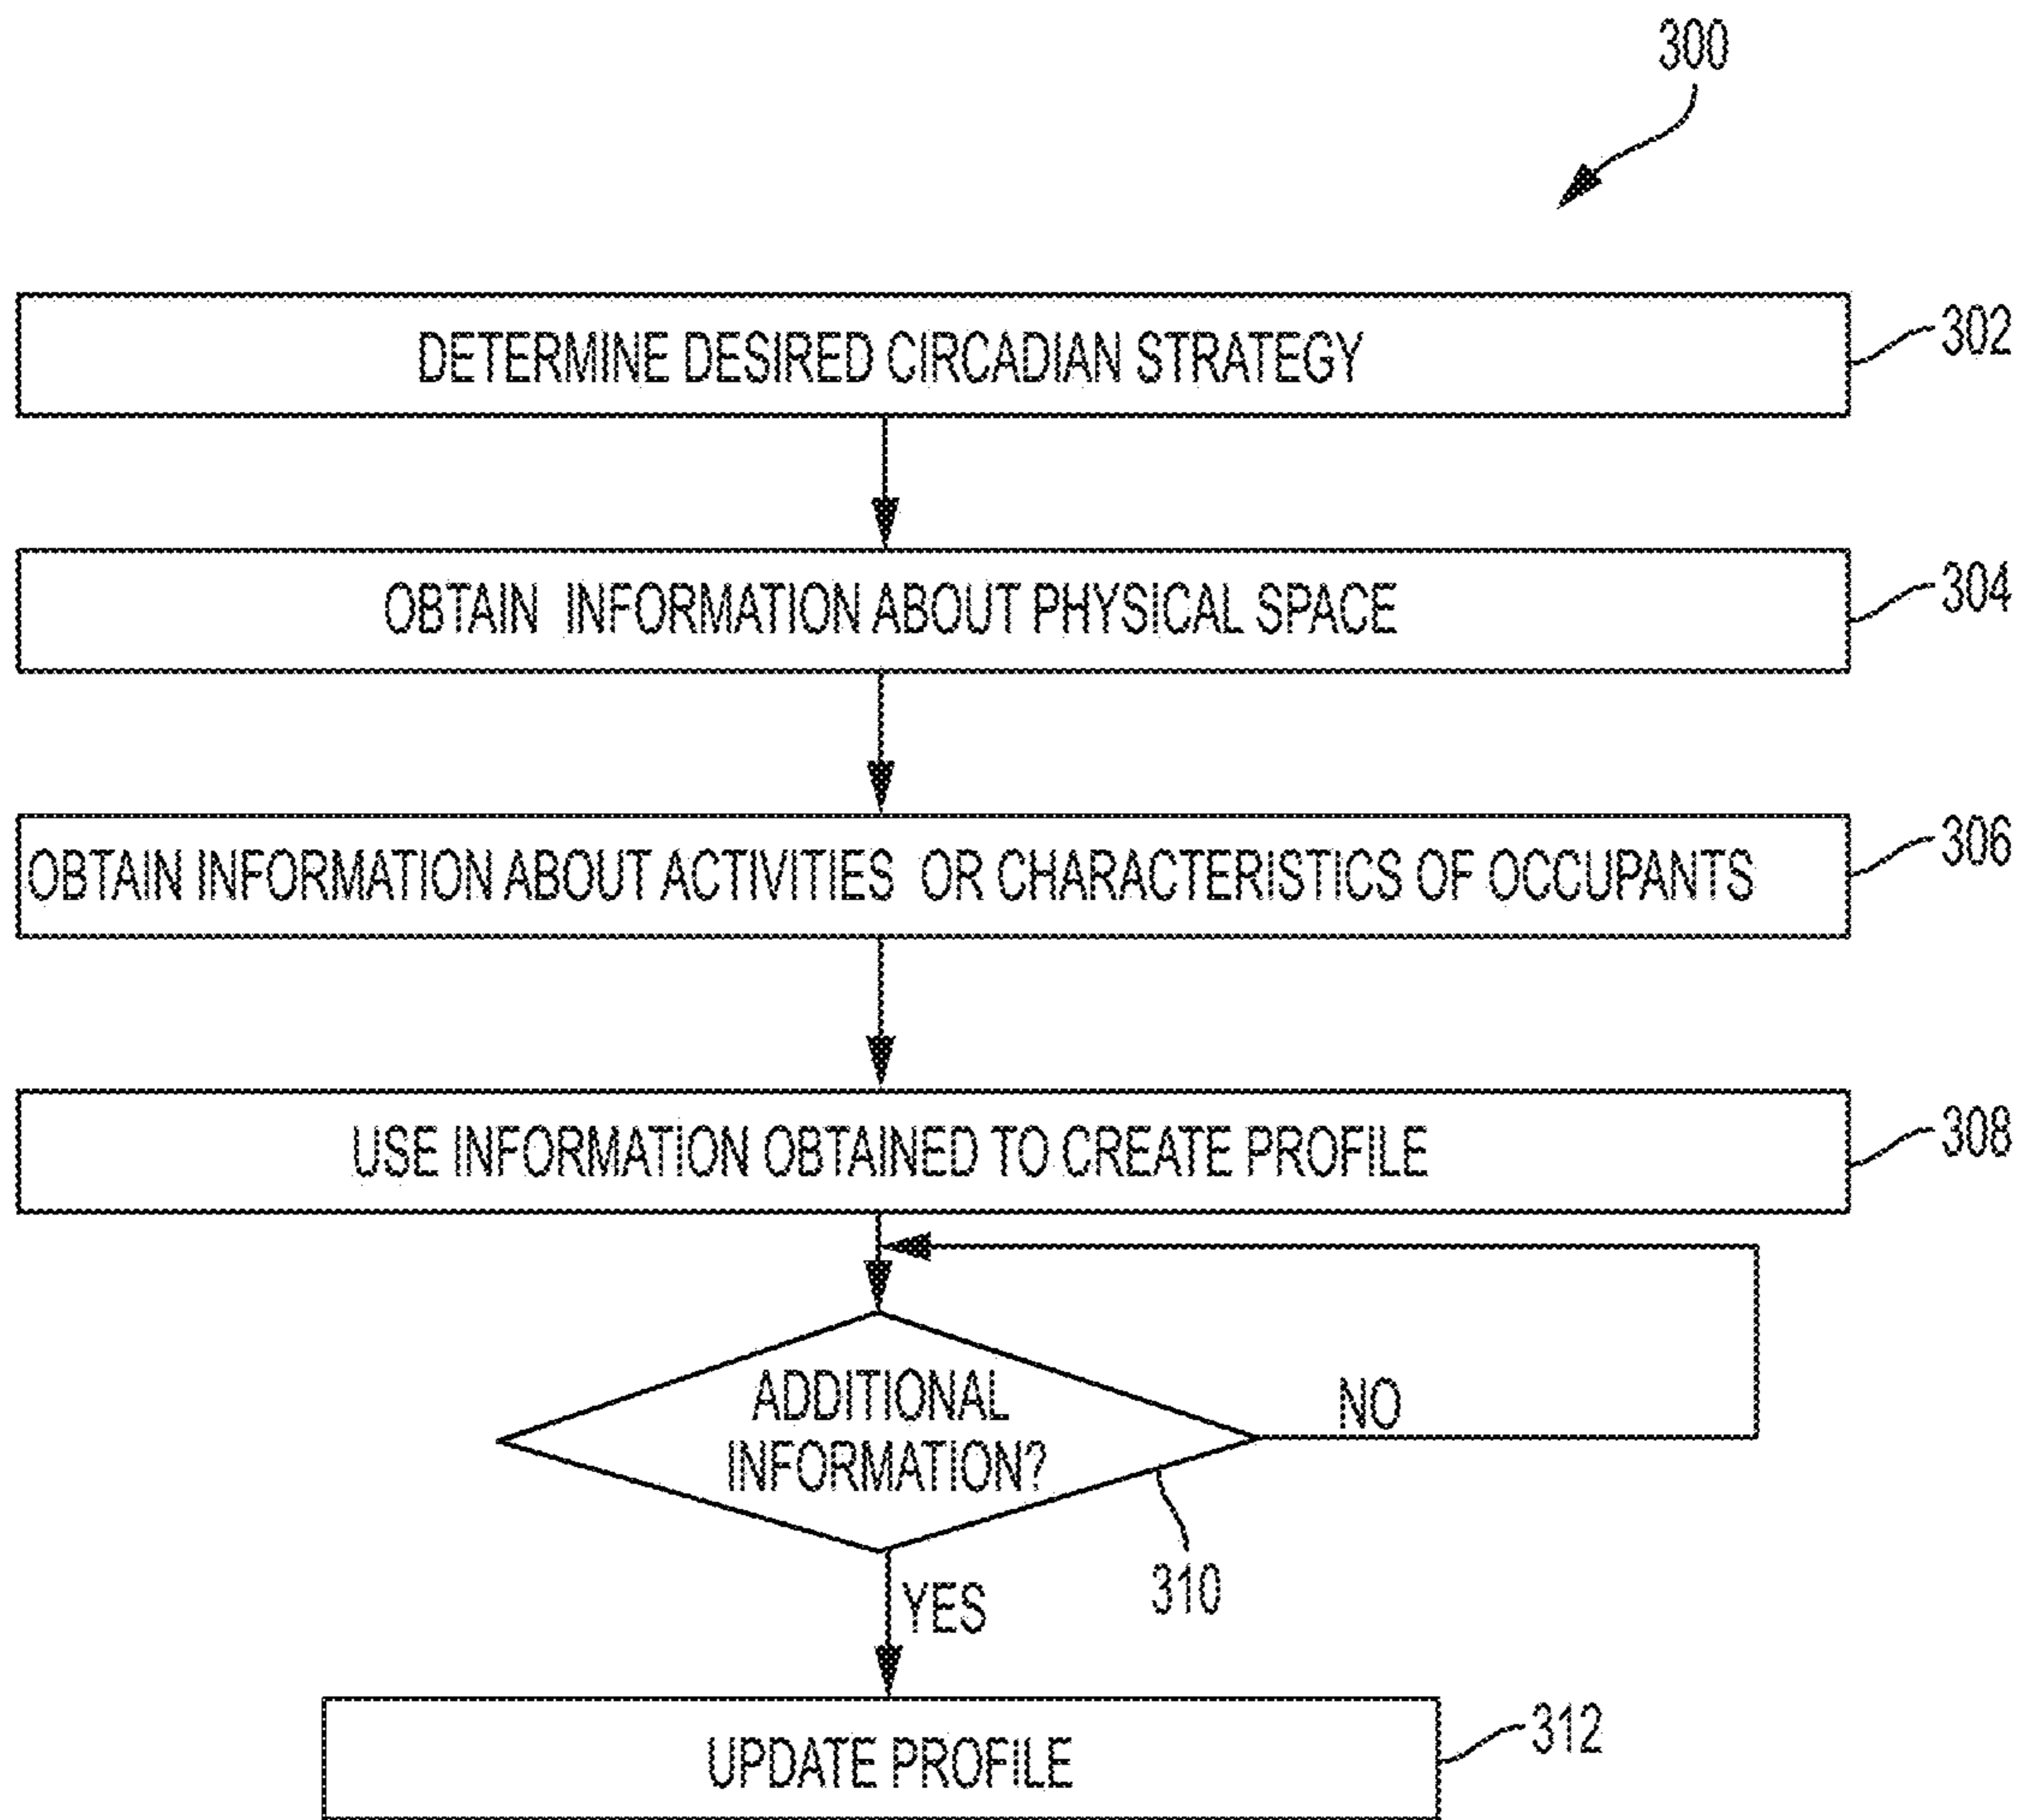 300
DETERMINE DESIRED CIRCADIAN STRATEGY
302
OBTAIN INFORMATION ABOUT PHYSICAL SPACE
304
OBTAIN INFORMATION ABOUT ACTIVITIES OR CHARACTERISTICS OF OCCUPANTS
306
USE INFORMATION OBTAINED TO CREATE PROFILE
308
ADDITIONAL
INFORMATION?
NO
310
YES
UPDATE PROFILE
312